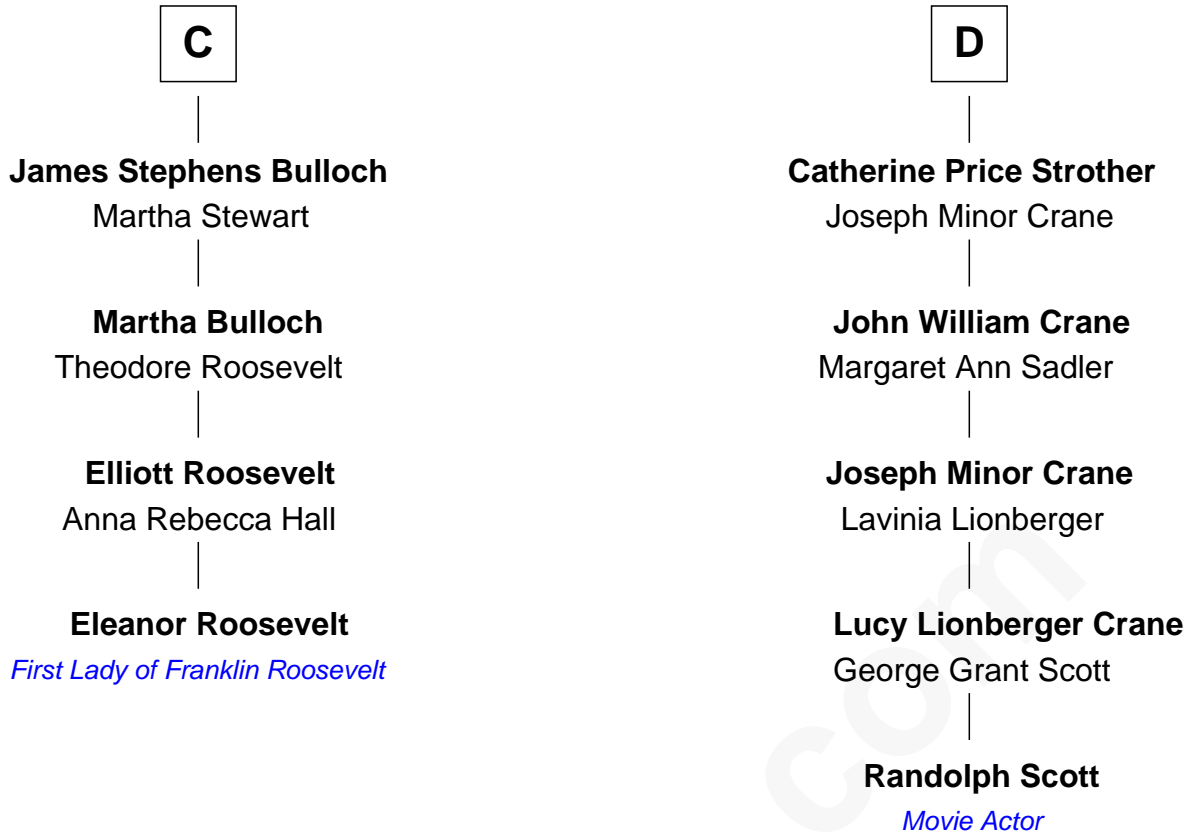 C
James Stephens Bulloch
Martha Stewart
Martha Bulloch
Theodore Roosevelt
Elliott Roosevelt
Anna Rebecca Hall
Eleanor Roosevelt
First Lady of Franklin Roosevelt
D
Catherine Price Strother
Joseph Minor Crane
John William Crane
Margaret Ann Sadler
Joseph Minor Crane
Lavinia Lionberger
Lucy Lionberger Crane
George Grant Scott
Randolph Scott
Movie Actor
com